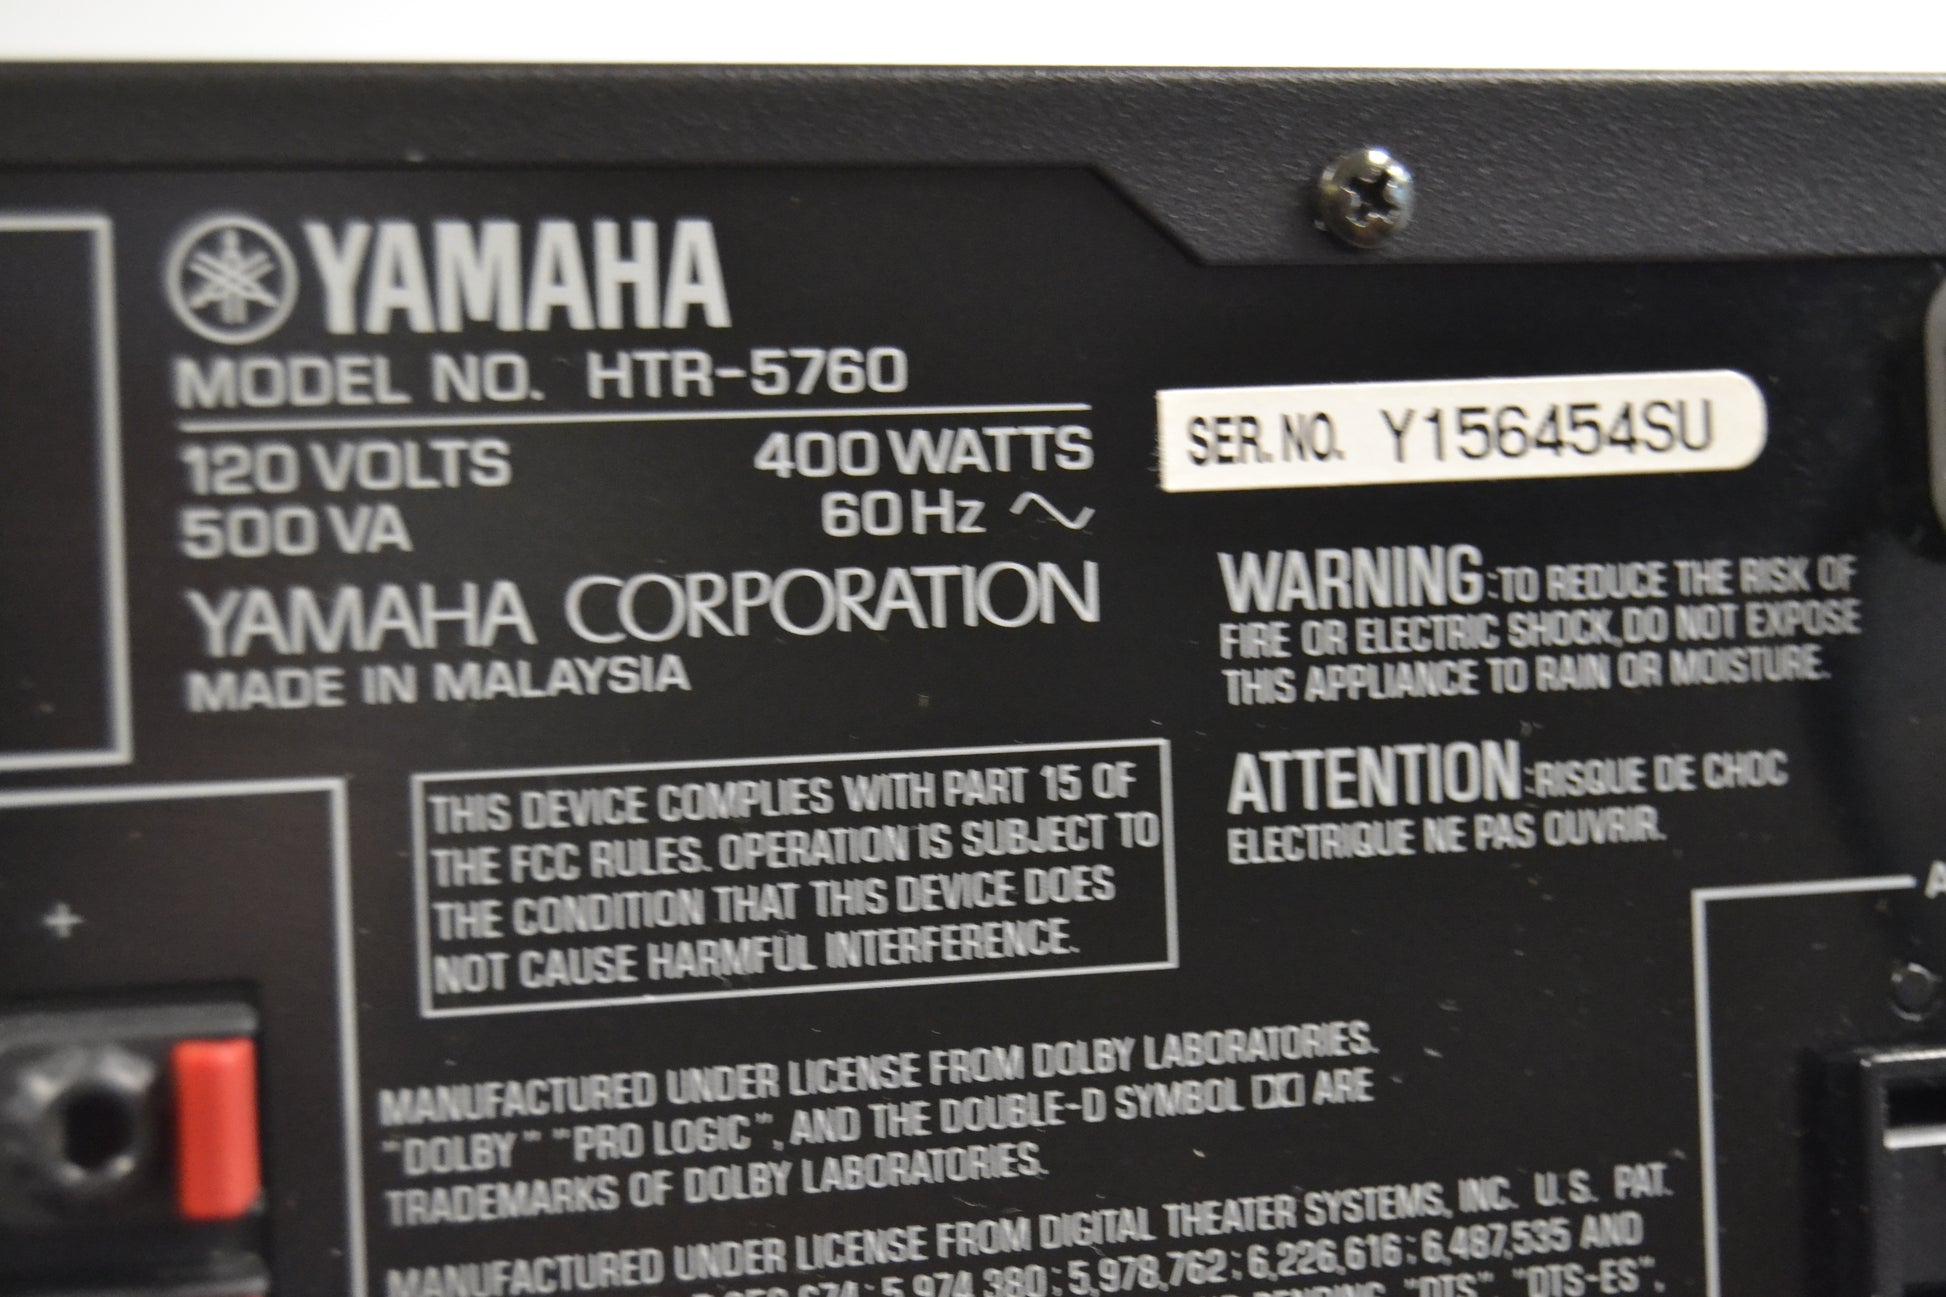 YAMAHA
MODEL NO. HTR-5760
120 VOLTS 400 WATTS
500 VA 60 Hz ∿
YAMAHA CORPORATION
MADE IN MALAYSIA
SER. NO. Y156454SU
WARNING:TO REDUCE THE RISK OF
FIRE OR ELECTRIC SHOCK, DO NOT EXPOSE
THIS APPLIANCE TO RAIN OR MOISTURE.
ATTENTION:RISQUE DE CHOC
ELECTRIQUE NE PAS OUVRIR.
THIS DEVICE COMPLIES WITH PART 15 OF
THE FCC RULES. OPERATION IS SUBJECT TO
THE CONDITION THAT THIS DEVICE DOES
NOT CAUSE HARMFUL INTERFERENCE.
+
MANUFACTURED UNDER LICENSE FROM DOLBY LABORATORIES.
"DOLBY" "PRO LOGIC", AND THE DOUBLE-D SYMBOL ARE
TRADEMARKS OF DOLBY LABORATORIES.
MANUFACTURED UNDER LICENSE FROM DIGITAL THEATER SYSTEMS, INC. U.S. PAT.
5,974,380; 5,978,762; 6,226,616; 6,487,535 AND
"DTS" "DTS-ES",